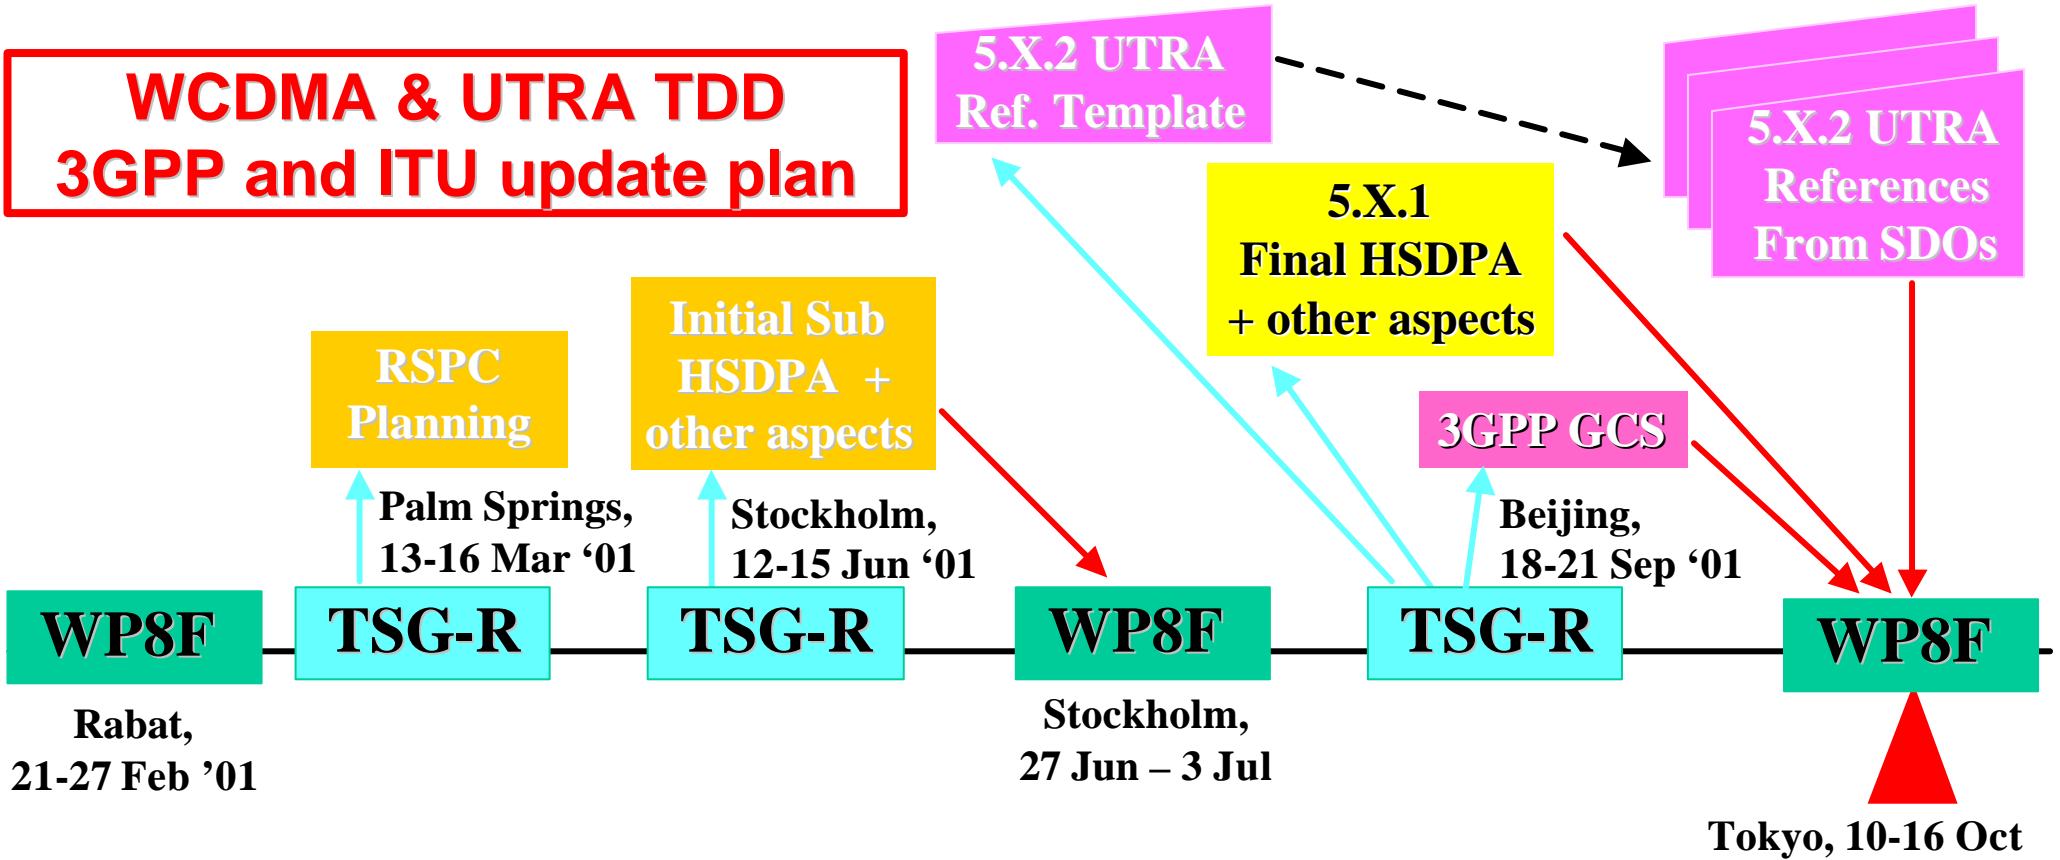 WCDMA & UTRA TDD
3GPP and ITU update plan
5.X.2 UTRA
Ref. Template
5.X.2 UTRA
References
From SDOs
5.X.1
Final HSDPA
+ other aspects
Initial Sub
HSDPA +
other aspects
RSPC
Planning
3GPP GCS
Palm Springs,
13-16 Mar ‘01
Stockholm,
12-15 Jun ‘01
Beijing,
18-21 Sep ‘01
WP8F
TSG-R
TSG-R
WP8F
TSG-R
WP8F
Rabat,
21-27 Feb ’01
Stockholm,
27 Jun – 3 Jul
Tokyo, 10-16 Oct